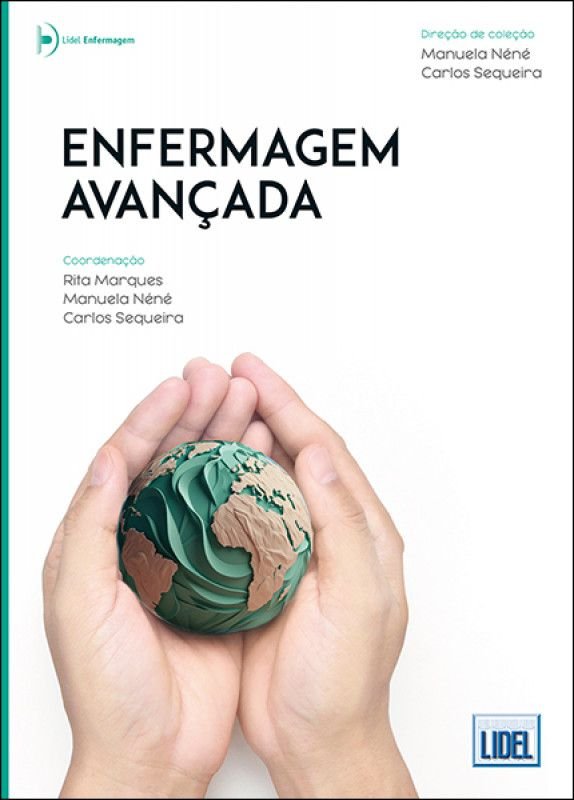 Lidel Enfermagem
Direção de coleção
Manuela Néné
Carlos Sequeira
ENFERMAGEM
AVANÇADA
Coordenação
Rita Marques
Manuela Néné
Carlos Sequeira
LIDEL